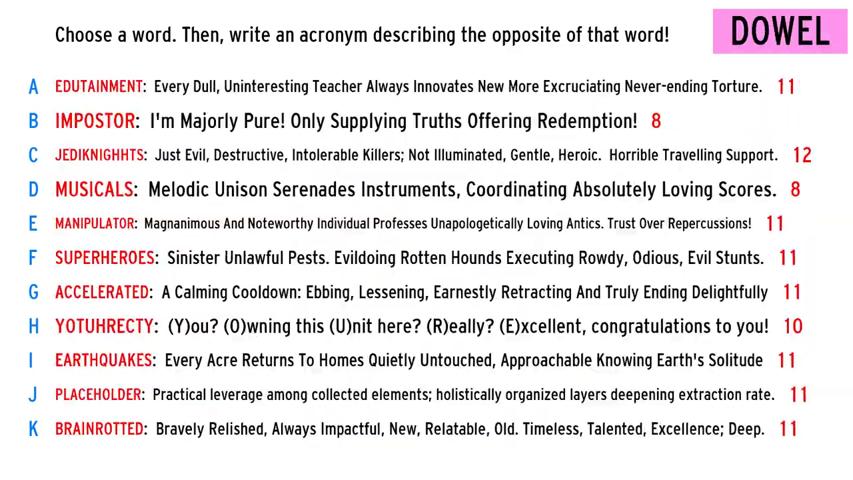 Choose a word. Then, write an acronym describing the opposite of that word!
DOWEL
A EDUTAINMENT: Every Dull, Uninteresting Teacher Always Innovates New More Excruciating Never-ending Torture. 11
B IMPOSTOR: I'm Majorly Pure! Only Supplying Truths Offering Redemption! 8
C JEDIKNIGHHTS: Just Evil, Destructive, Intolerable Killers; Not Illuminated, Gentle, Heroic. Horrible Travelling Support. 12
D MUSICALS: Melodic Unison Serenades Instruments, Coordinating Absolutely Loving Scores. 8
E MANIPULATOR: Magnanimous And Noteworthy Individual Professes Unapologetically Loving Antics. Trust Over Repercussions! 11
F SUPERHEROES: Sinister Unlawful Pests. Evildoing Rotten Hounds Executing Rowdy, Odious, Evil Stunts. 11
G ACCELERATED: A Calming Cooldown: Ebbing, Lessening, Earnestly Retracting And Truly Ending Delightfully 11
H YOTUHRECTY: (Y)ou? (O)wning this (U)nit here? (R)eally? (E)xcellent, congratulations to you! 10
I EARTHQUAKES: Every Acre Returns To Homes Quietly Untouched, Approachable Knowing Earth's Solitude 11
J PLACEHOLDER: Practical leverage among collected elements; holistically organized layers deepening extraction rate. 11
K BRAINROTTED: Bravely Relished, Always Impactful, New, Relatable, Old. Timeless, Talented, Excellence; Deep. 11